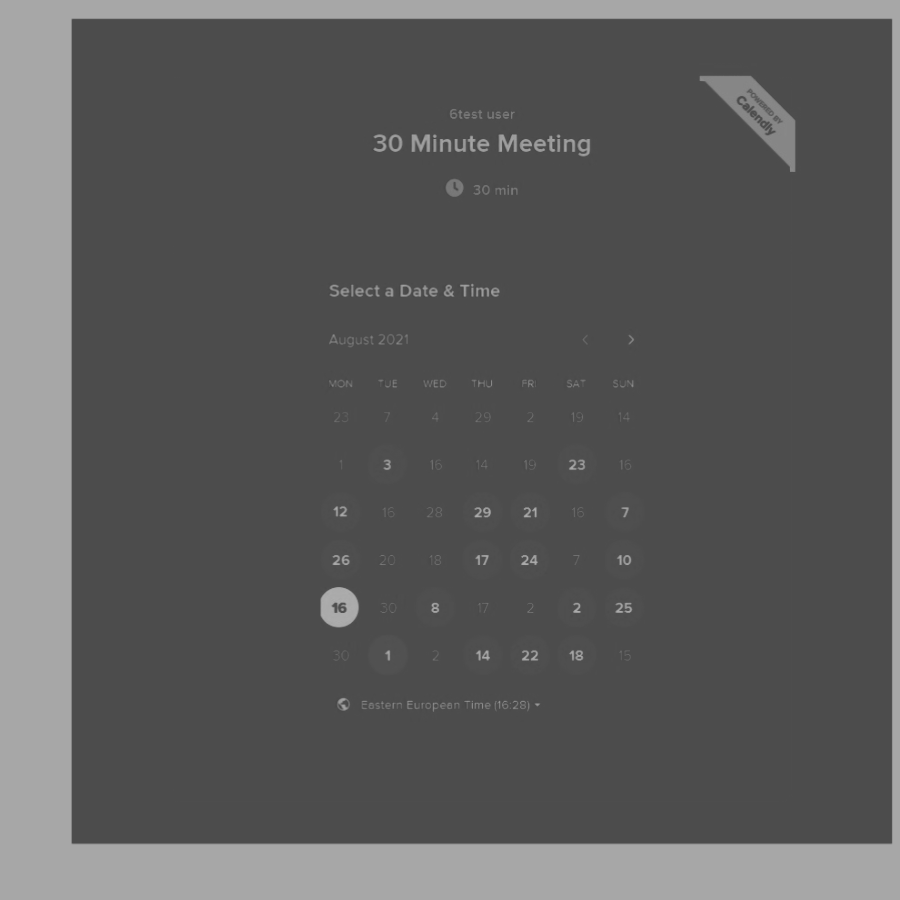 POWERED BY
Calendly
6test user
30 Minute Meeting
30 min
Select a Date & Time
August 2021
MON TUE WED THU FRI SAT SUN
23 7 4 29 2 19 14
1 3 16 14 19 23 16
12 16 28 29 21 16 7
26 20 18 17 24 7 10
16 30 8 17 2 2 25
30 1 2 14 22 18 15
Eastern European Time (16:28)